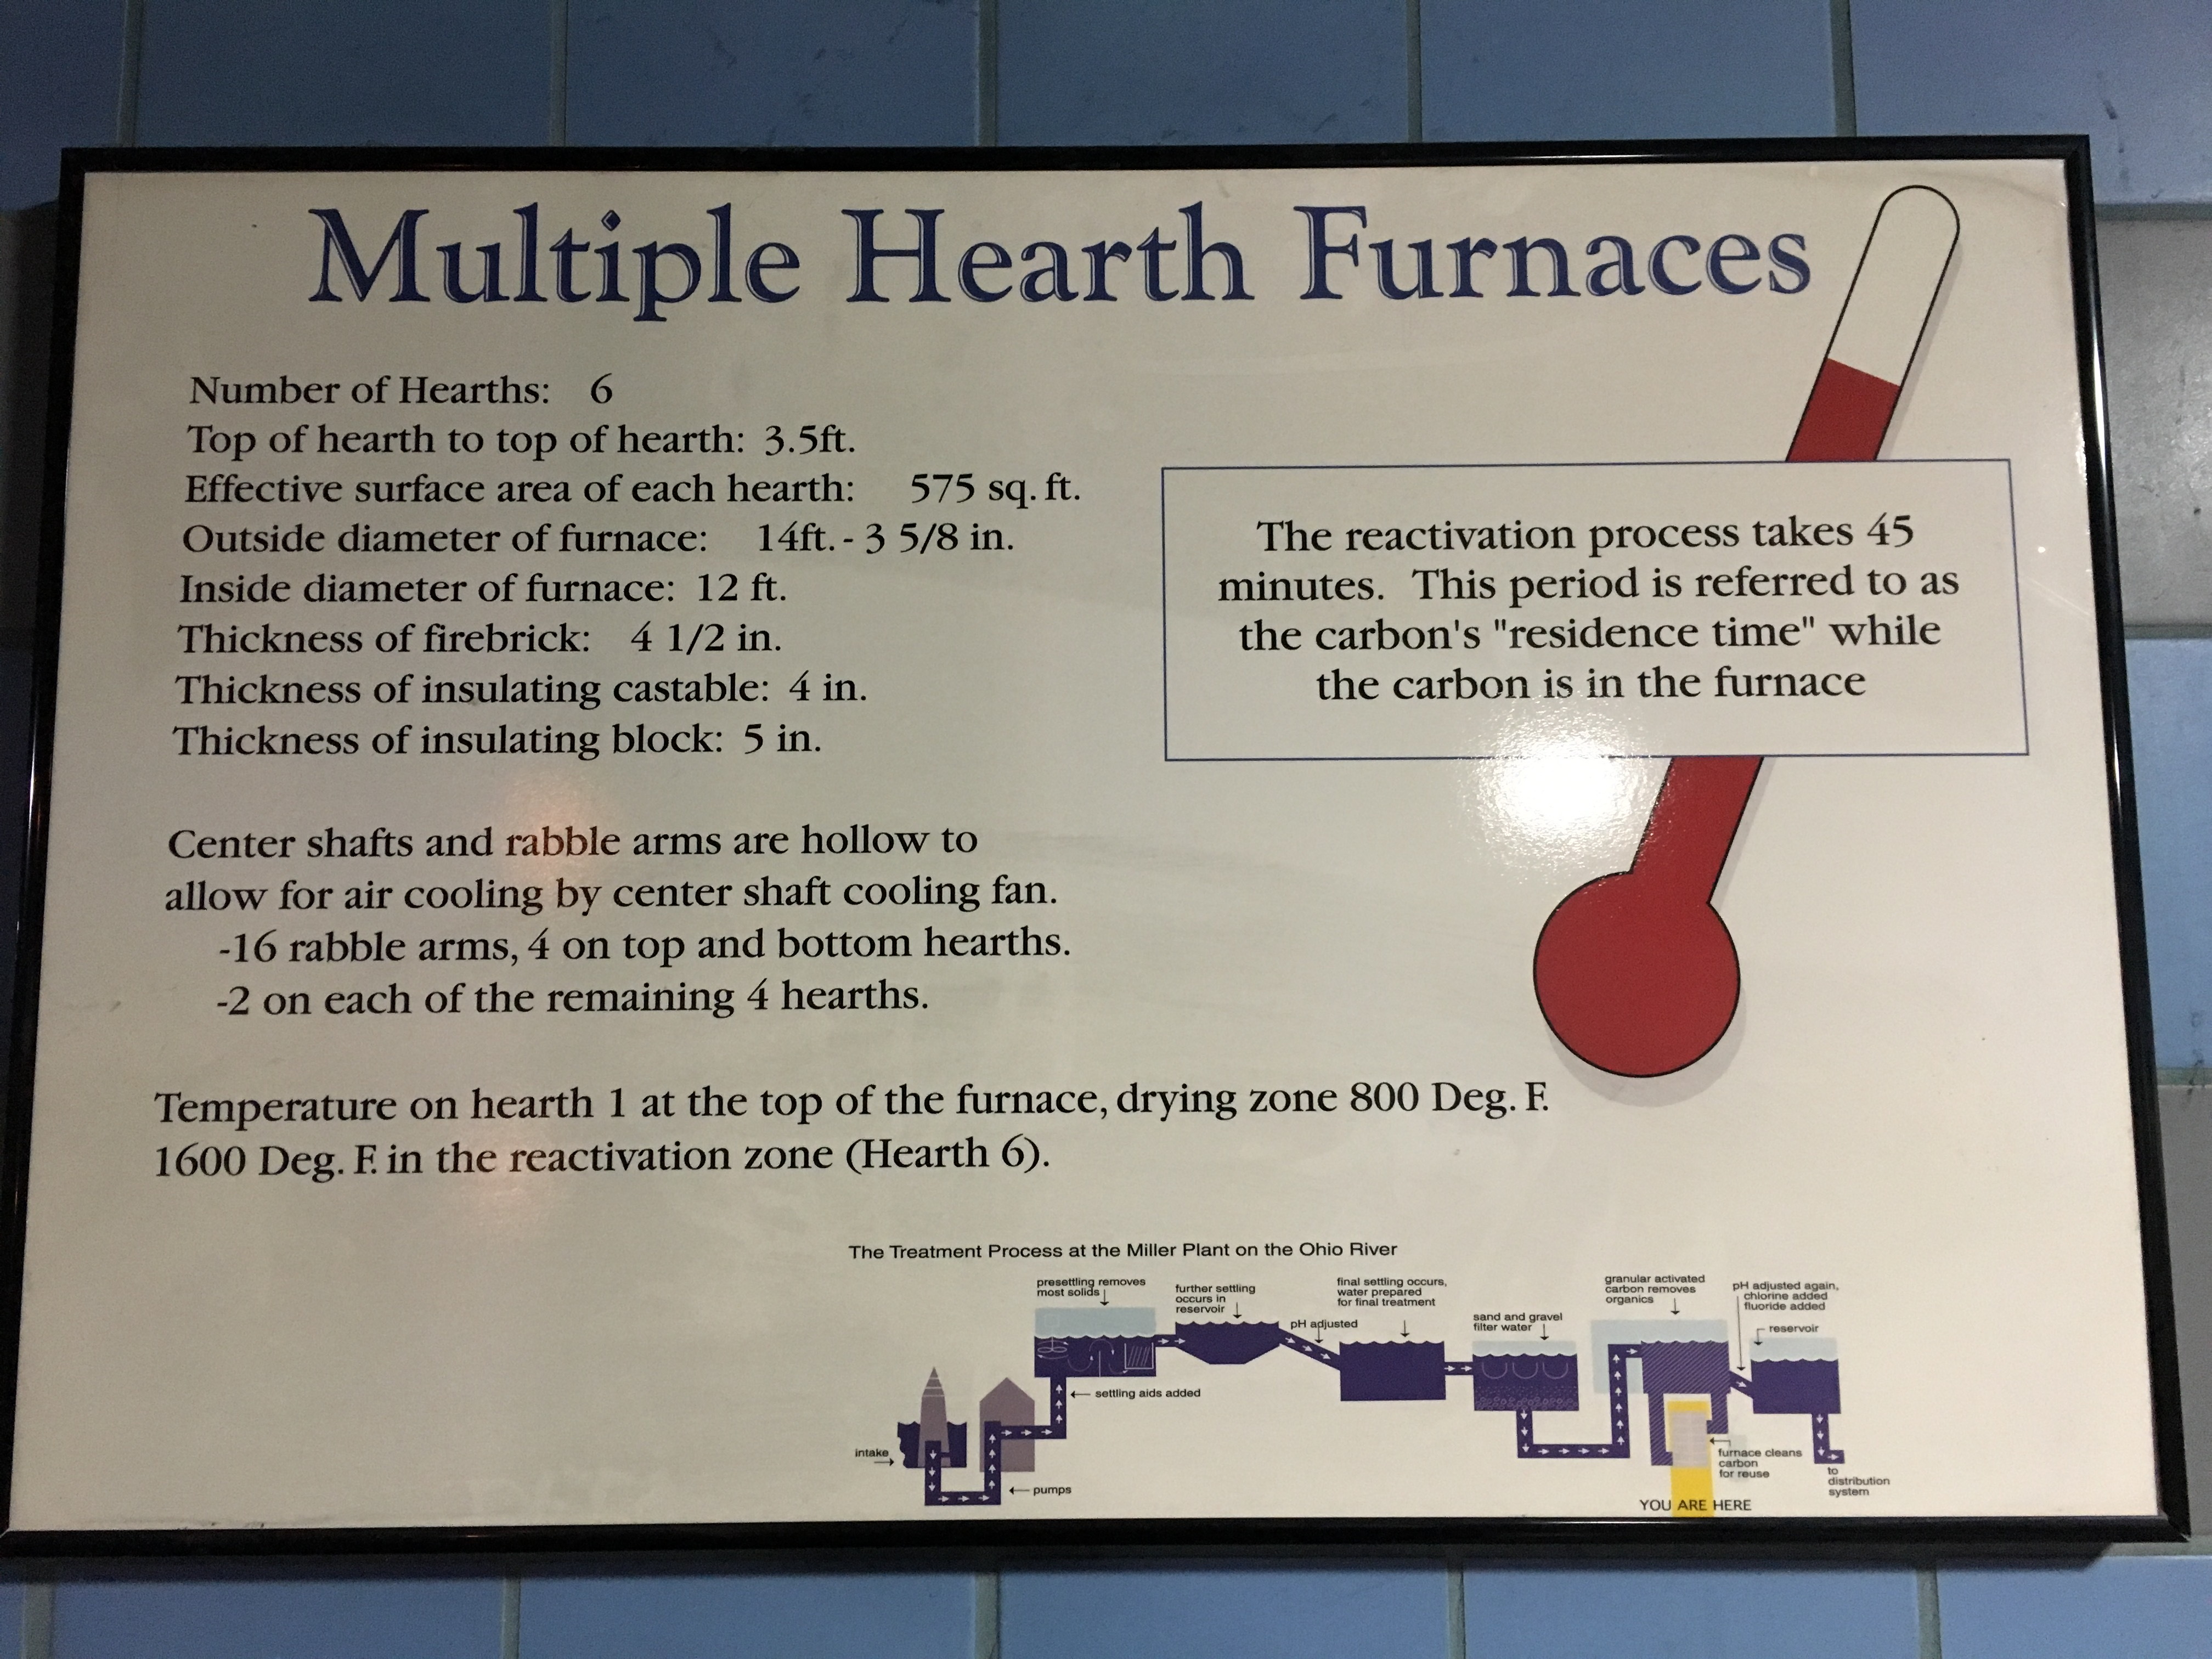 Multiple Hearth Furnaces
Number of Hearths: 6
Top of hearth to top of hearth: 3.5ft.
Effective surface area of each hearth: 575 sq. ft.
Outside diameter of furnace: 14ft. - 3 5/8 in.
Inside diameter of furnace: 12 ft.
Thickness of firebrick: 4 1/2 in.
Thickness of insulating castable: 4 in.
Thickness of insulating block: 5 in.
The reactivation process takes 45
minutes. This period is referred to as
the carbon's "residence time" while
the carbon is in the furnace
Center shafts and rabble arms are hollow to
allow for air cooling by center shaft cooling fan.
-16 rabble arms, 4 on top and bottom hearths.
-2 on each of the remaining 4 hearths.
Temperature on hearth 1 at the top of the furnace, drying zone 800 Deg. F.
1600 Deg. F. in the reactivation zone (Hearth 6).
The Treatment Process at the Miller Plant on the Ohio River
intake
pumps
settling aids added
presettling removes
most solids
further settling
occurs in
reservoir
pH adjusted
final settling occurs,
water prepared
for final treatment
sand and gravel
filter water
granular activated
carbon removes
organics
furnace cleans
carbon
for reuse
YOU ARE HERE
pH adjusted again,
chlorine added
fluoride added
reservoir
to
distribution
system